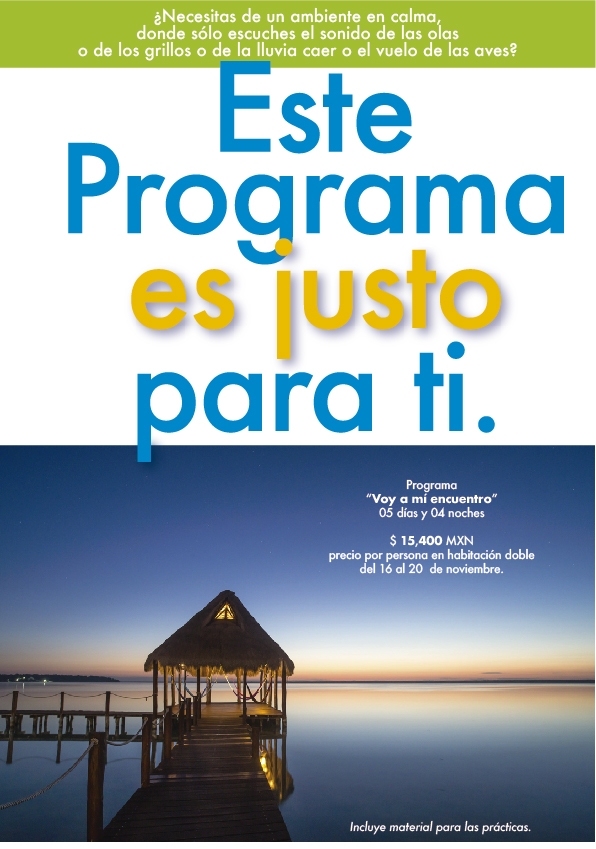 ¿Necesitas de un ambiente en calma,
donde sólo escuches el sonido de las olas
o de los grillos o de la lluvia caer o el vuelo de las aves?
Este
Programa
es justo
para ti.
Programa
“Voy a mí encuentro”
05 días y 04 noches
$ 15,400 MXN
precio por persona en habitación doble
del 16 al 20 de noviembre.
Incluye material para las prácticas.